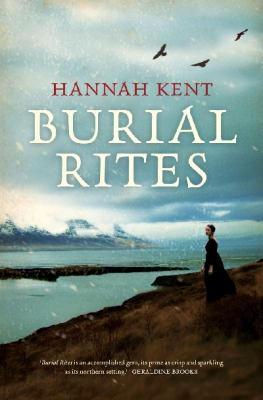 HANNAH KENT
BURIAL
RITES
'Burial Rites is an accomplished gem, its prose as crisp and sparkling
as its northern setting.' GERALDINE BROOKS